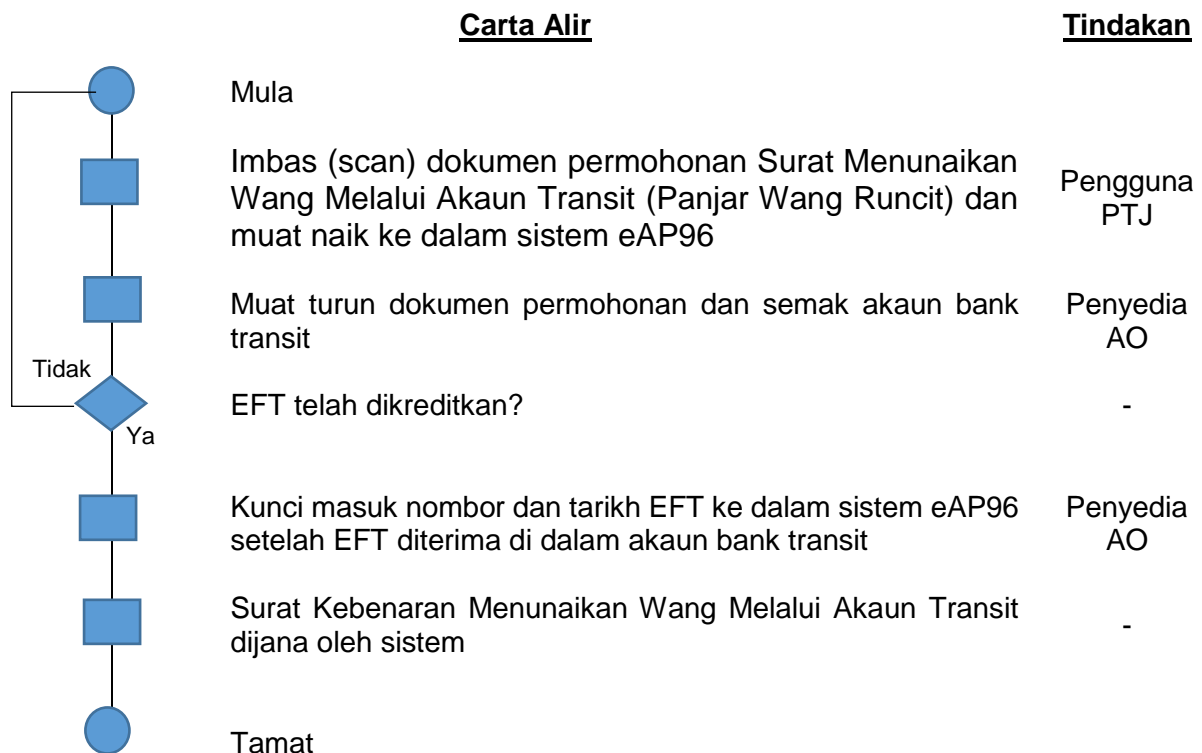 Carta Alir Tindakan
Mula
Imbas (scan) dokumen permohonan Surat Menunaikan
Wang Melalui Akaun Transit (Panjar Wang Runcit) dan
muat naik ke dalam sistem eAP96
Pengguna
PTJ
Muat turun dokumen permohonan dan semak akaun bank
transit
Penyedia
AO
Tidak
EFT telah dikreditkan?
-
Ya
Kunci masuk nombor dan tarikh EFT ke dalam sistem eAP96
setelah EFT diterima di dalam akaun bank transit
Penyedia
AO
Surat Kebenaran Menunaikan Wang Melalui Akaun Transit
dijana oleh sistem
-
Tamat